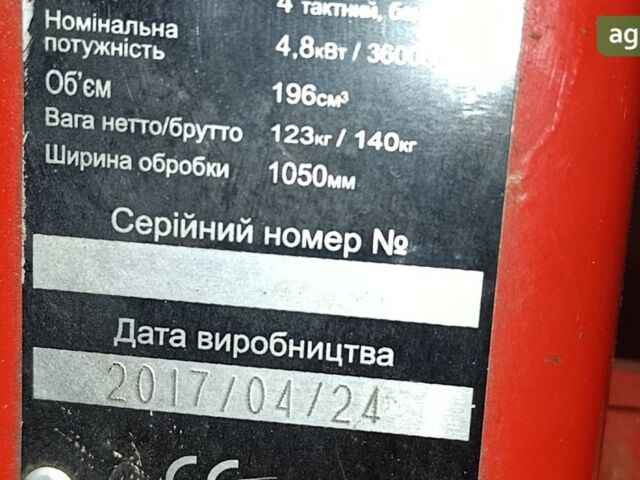 4 тактний,
Номінальна
потужність 4,8кВт / 3600
Об'єм 196см³
Вага нетто/брутто 123кг / 140кг
Ширина обробки 1050мм
Серійний номер №
Дата виробництва
2017/04/24
CE
ag